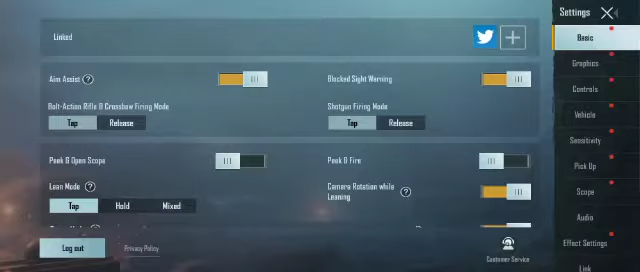 Settings
Linked
Basic
Aim Assist ?
Blocked Sight Warning
Graphics
Bolt-Action Rifle & Crossbow Firing Mode
Shotgun Firing Mode
Controls
Tap Release
Tap Release
Vehicle
Sensitivity
Peek & Open Scope
Peek & Fire
Pick Up
Lean Mode ?
Camera Rotation while
Leaning ?
Scope
Tap Hold Mixed
Audio
Log out
Privacy Policy
Customer Service
Effect Settings
Link